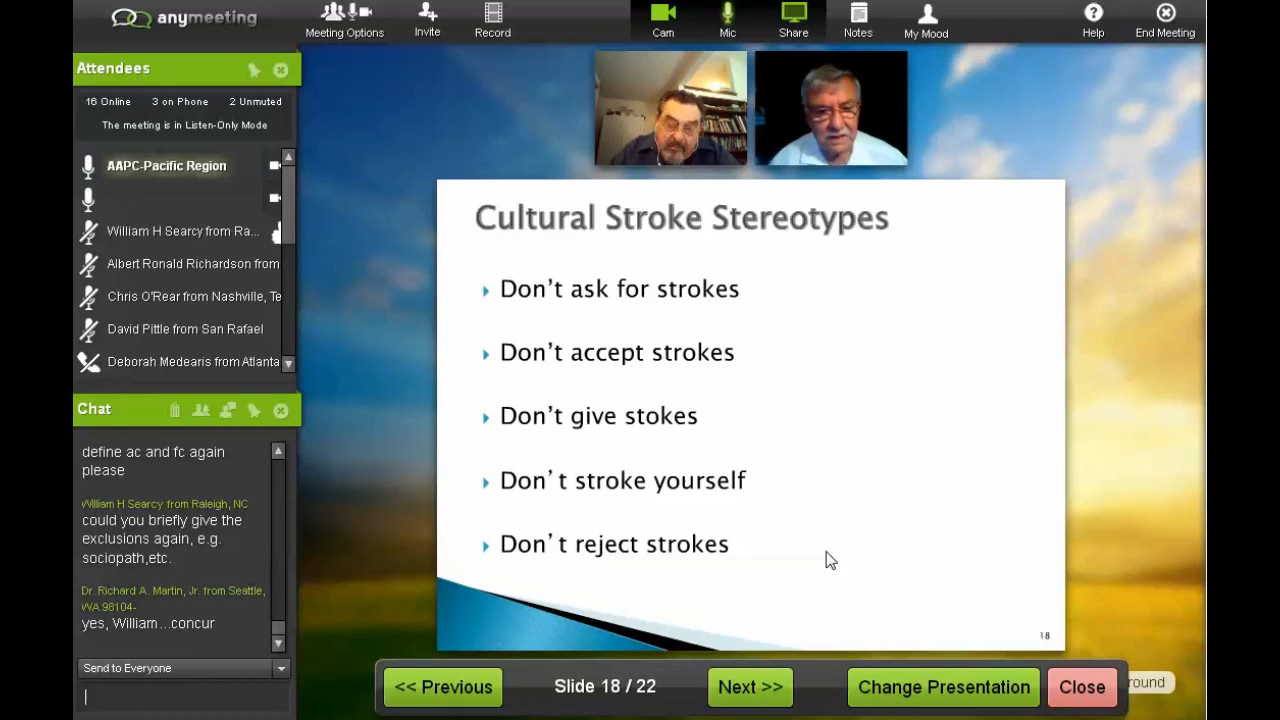 anymeeting
Meeting Options
Invite
Record
Cam
Mic
Share
Notes
My Mood
Help
End Meeting
Attendees
16 Online 3 on Phone 2 Unmuted
The meeting is in Listen-Only Mode
AAPC-Pacific Region
William H Searcy from Ra...
Albert Ronald Richardson from
Chris O'Rear from Nashville, Te
David Pittle from San Rafael
Deborah Medearis from Atlanta
Chat
define ac and fc again
please
William H Searcy from Raleigh, NC
could you briefly give the
exclusions again, e.g.
sociopath,etc.
Dr. Richard A. Martin, Jr. from Seattle,
WA 98104-
yes, William...concur
Send to Everyone
Cultural Stroke Stereotypes
Don't ask for strokes
Don't accept strokes
Don't give stokes
Don't stroke yourself
Don't reject strokes
18
<< Previous
Slide 18 / 22
Next >>
Change Presentation
Close
round